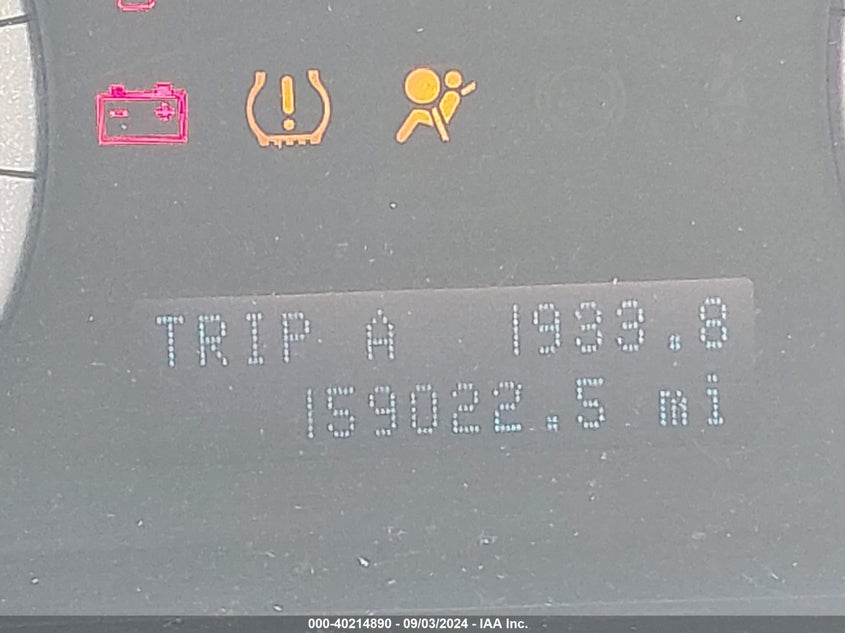 TRIP A 1933.8
159022.5 mi
000-40214890 - 09/03/2024 - IAA Inc.